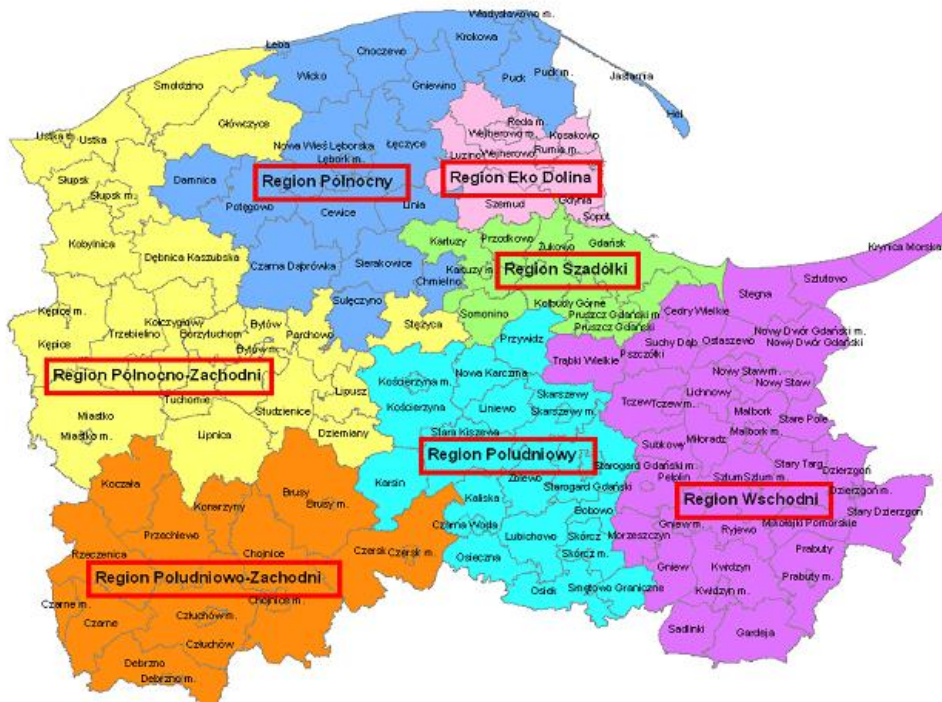 Władysławowo m.
Krokowa
Łeba
Choczewo
Wicko
Puck
Puck m.
Jastarnia
Gniewino
Hel
Smołdzino
Główczyce
Reda m.
Wejherowo m.
Kosakowo
Ustka m.
Ustka
Nowa Wieś Lęborska
Łęczyce
Luzino
Wejherowo
Rumia m.
Lębork m.
Słupsk
Damnica
Region Północny
Region Eko Dolina
Słupsk m.
Potęgowo
Cewice
Linia
Szemud
Gdynia
Sopot
Kobylnica
Kartuzy
Przodkowo
Żukowo
Gdańsk
Krynica Morska
Dębnica Kaszubska
Czarna Dąbrówka
Sierakowice
Kartuzy m.
Region Szadółki
Chmielno
Sztutowo
Stegna
Sulęczyno
Kolbudy Górne
Kępice m.
Kołczygłowy
Somonino
Pruszcz Gdański m.
Cedry Wielkie
Trzebielino
Borzytuchom
Bytów
Parchowo
Stężyca
Pruszcz Gdański
Nowy Dwór Gdański m.
Kępice
Bytów m.
Przywidz
Suchy Dąb
Ostaszewo
Nowy Dwór Gdański
Trąbki Wielkie
Pszczółki
Region Północno-Zachodni
Kościerzyna m.
Nowa Karczma
Nowy Staw m.
Nowy Staw
Miastko
Tuchomie
Lipusz
Skarszewy
Lichnowy
Studzienice
Kościerzyna
Liniewo
Skarszewy m.
Tczew
Tczew m.
Malbork
Stare Pole
Miastko m.
Lipnica
Dziemiany
Stara Kiszewa
Malbork m.
Subkowy
Miłoradz
Region Południowy
Starogard Gdański m.
Stary Targ
Dzierzgoń
Koczała
Brusy
Karsin
Zblewo
Pelplin
Sztum
Sztum m.
Konarzyny
Brusy m.
Kaliska
Starogard Gdański
Region Wschodni
Dzierzgoń m.
Bobowo
Stary Dzierzgoń
Przechlewo
Chojnice
Czersk
Czarna Woda
Lubichowo
Skórcz
Morzeszczyn
Gniew m.
Ryjewo
Mikołajki Pomorskie
Rzeczenica
Czersk m.
Osieczna
Skórcz m.
Prabuty
Region Południowo-Zachodni
Gniew
Kwidzyn
Prabuty m.
Czarne m.
Człuchów m.
Chojnice m.
Osiek
Smętowo Graniczne
Kwidzyn m.
Czarne
Człuchów
Sadlinki
Gardeja
Debrzno
Debrzno m.